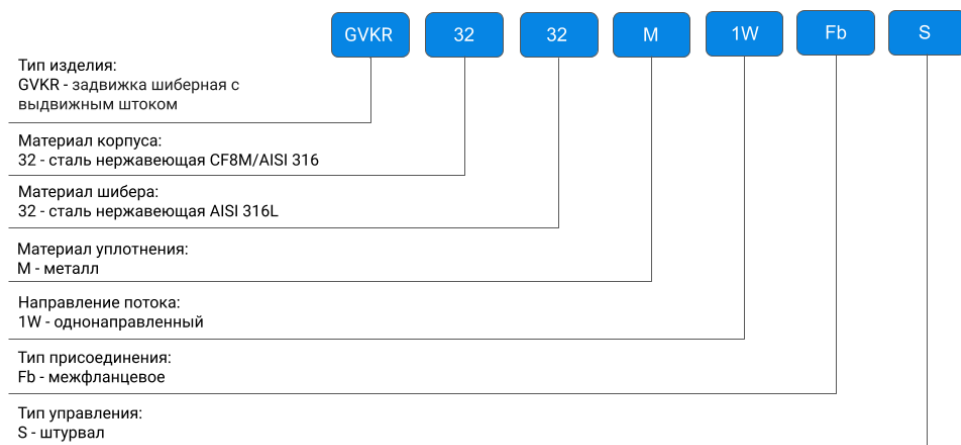 GVKR 32 32 M 1W Fb S
Тип изделия:
GVKR - задвижка шиберная с
выдвижным штоком
Материал корпуса:
32 - сталь нержавеющая CF8M/AISI 316
Материал шибера:
32 - сталь нержавеющая AISI 316L
Материал уплотнения:
М - металл
Направление потока:
1W - однонаправленный
Тип присоединения:
Fb - межфланцевое
Тип управления:
S - штурвал